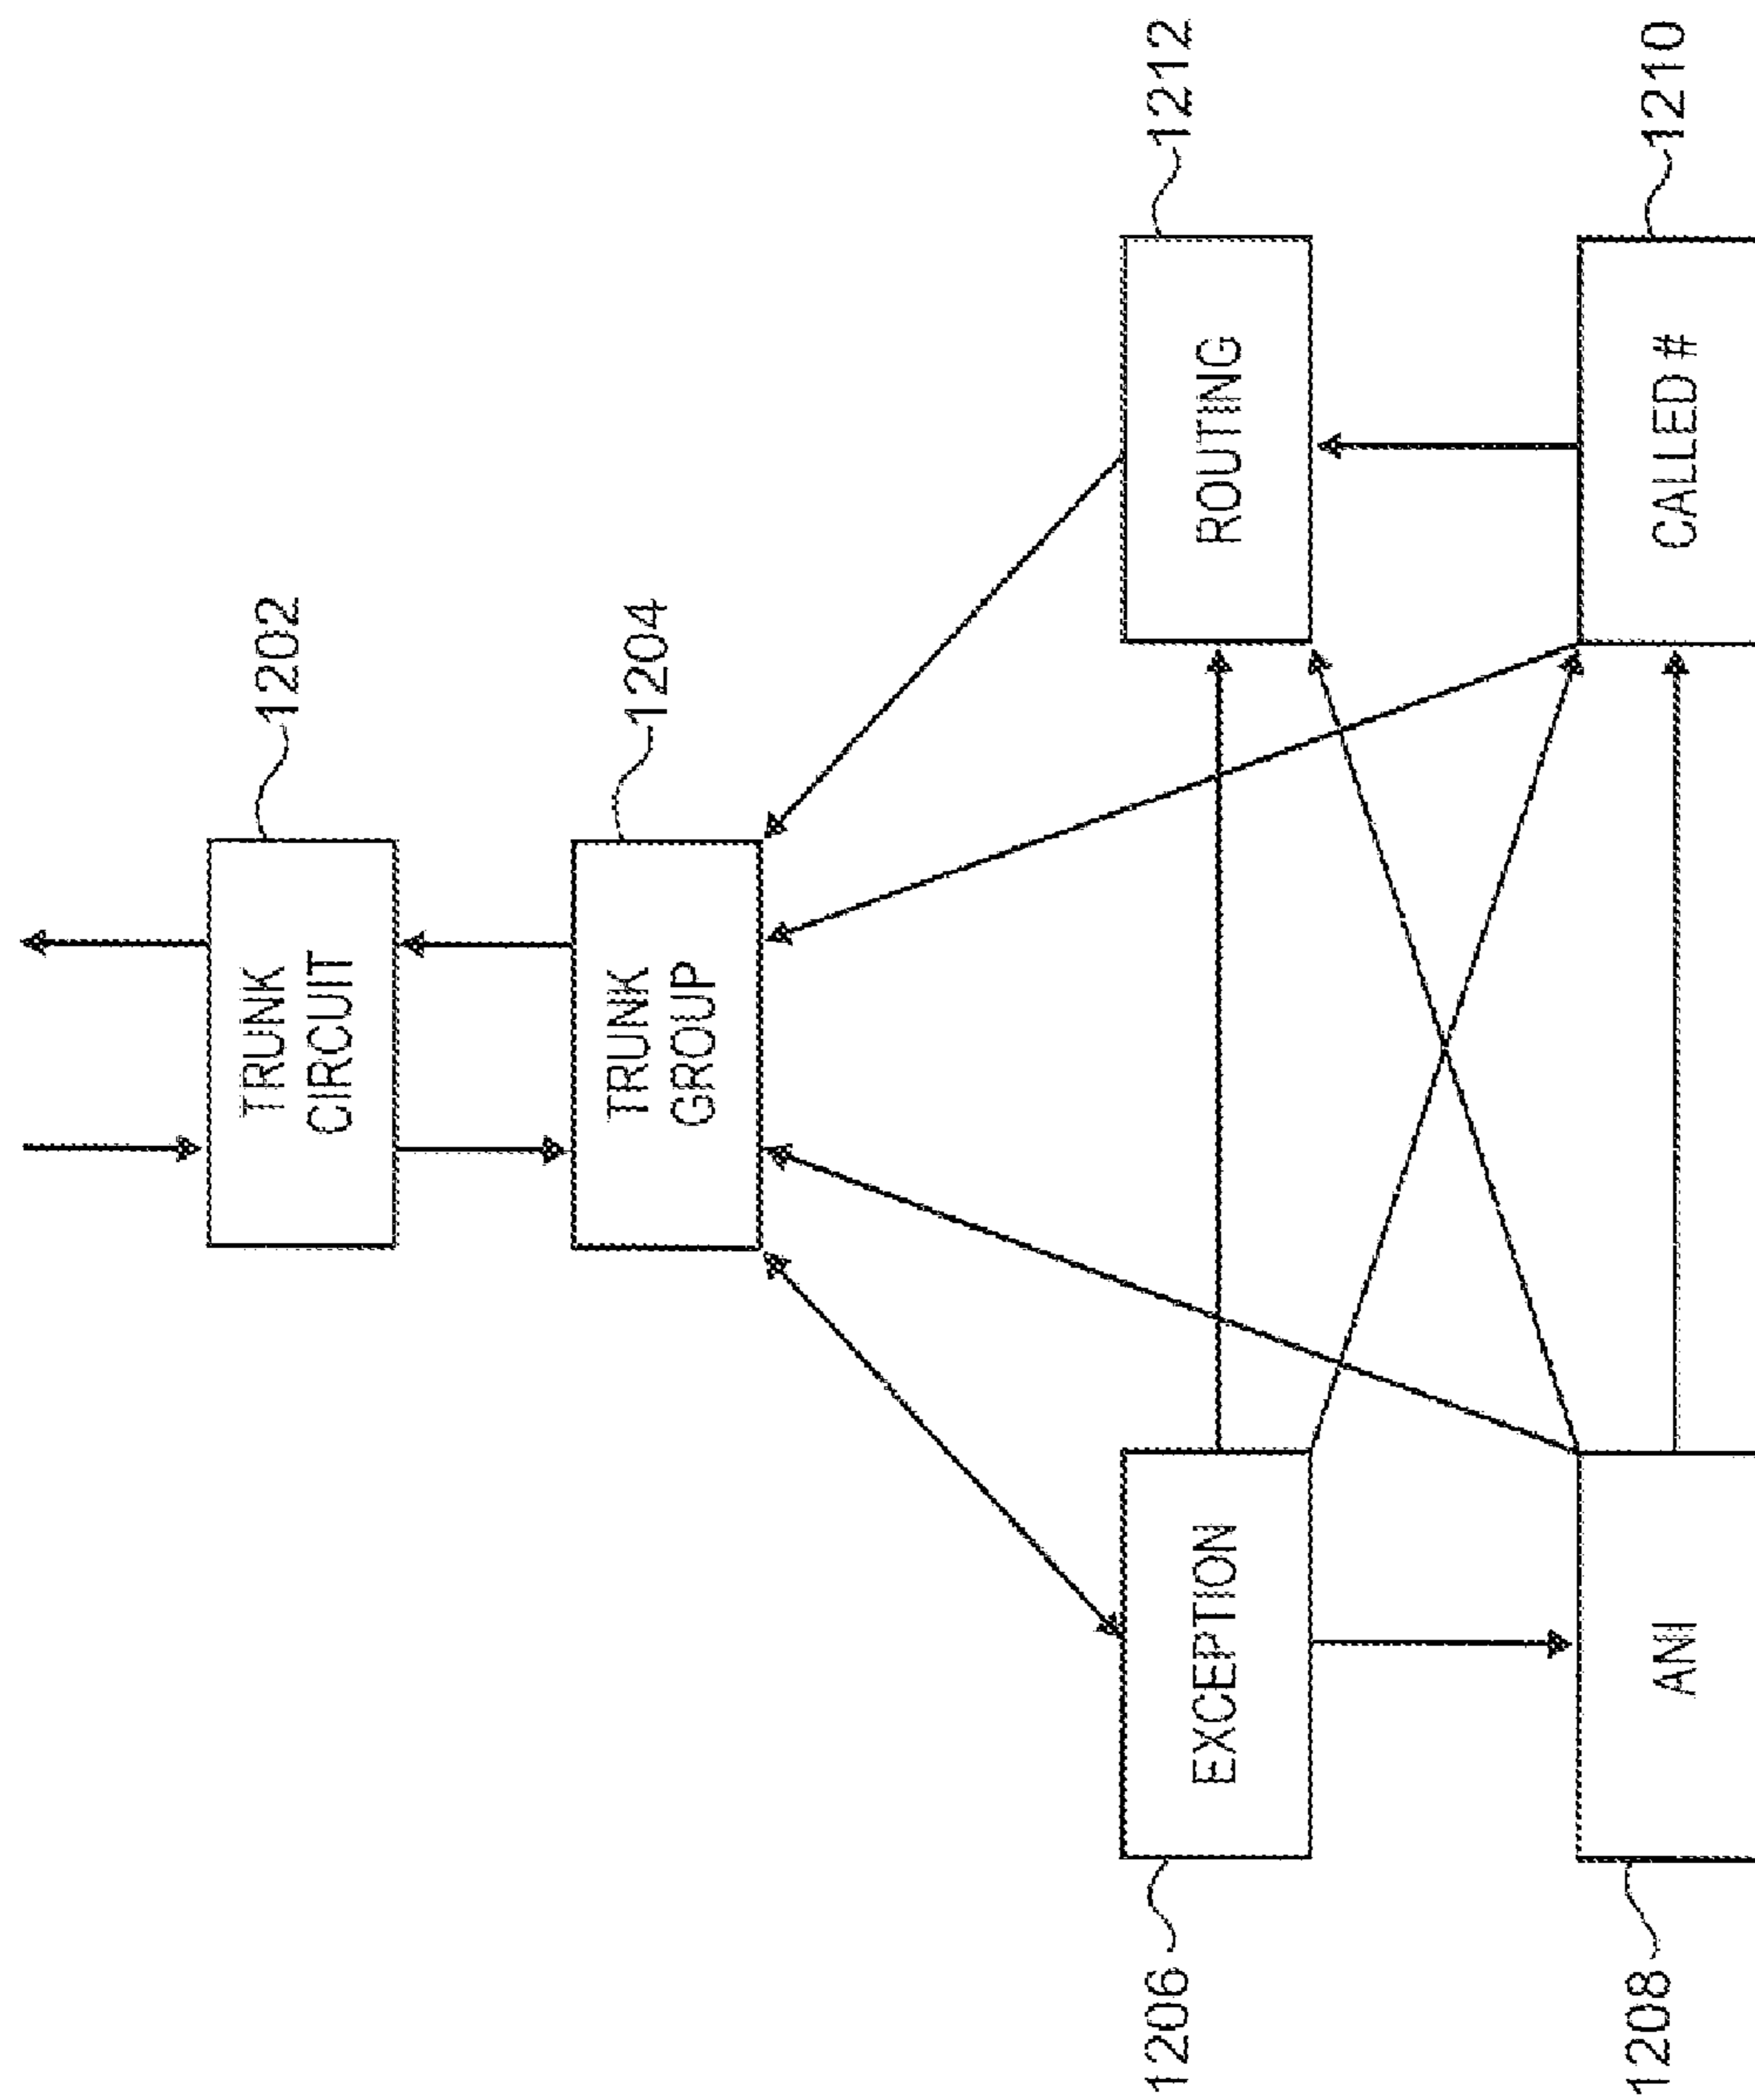 1202
TRUNK
CIRCUIT
1204
TRUNK
GROUP
1206
EXCEPTION
ROUTING
1212
1208
ANI
CALLED #
1210